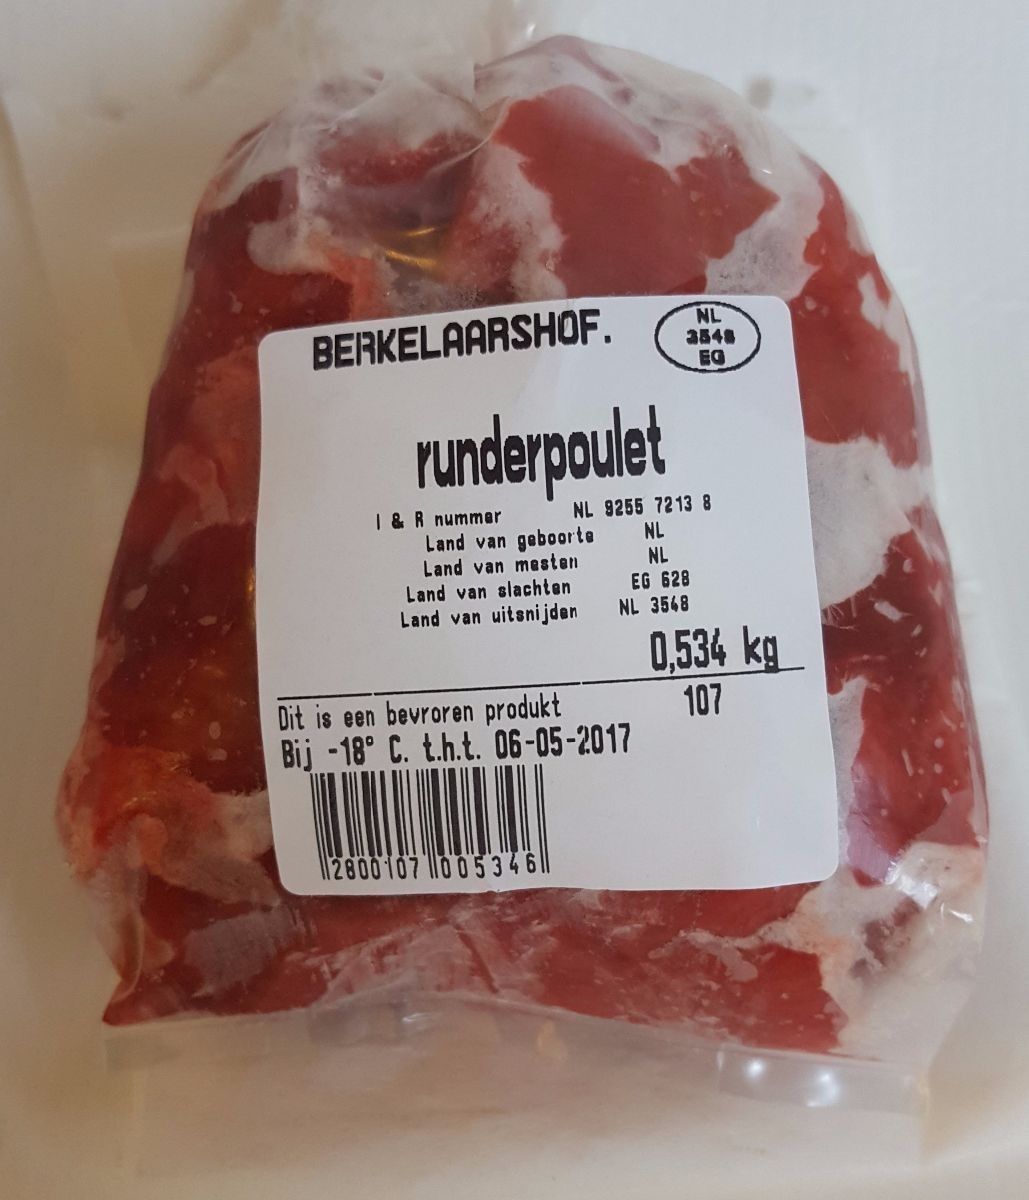 BERKELAARSHOF.
NL
3548
EG
runderpoulet
I & R nummer NL 9255 7213 8
Land van geboorte NL
Land van mesten NL
Land van slachten EG 628
Land van uitsnijden NL 3548
0,534 kg
Dit is een bevroren produkt 107
Bij -18° C. t.h.t. 06-05-2017
2800107 005346